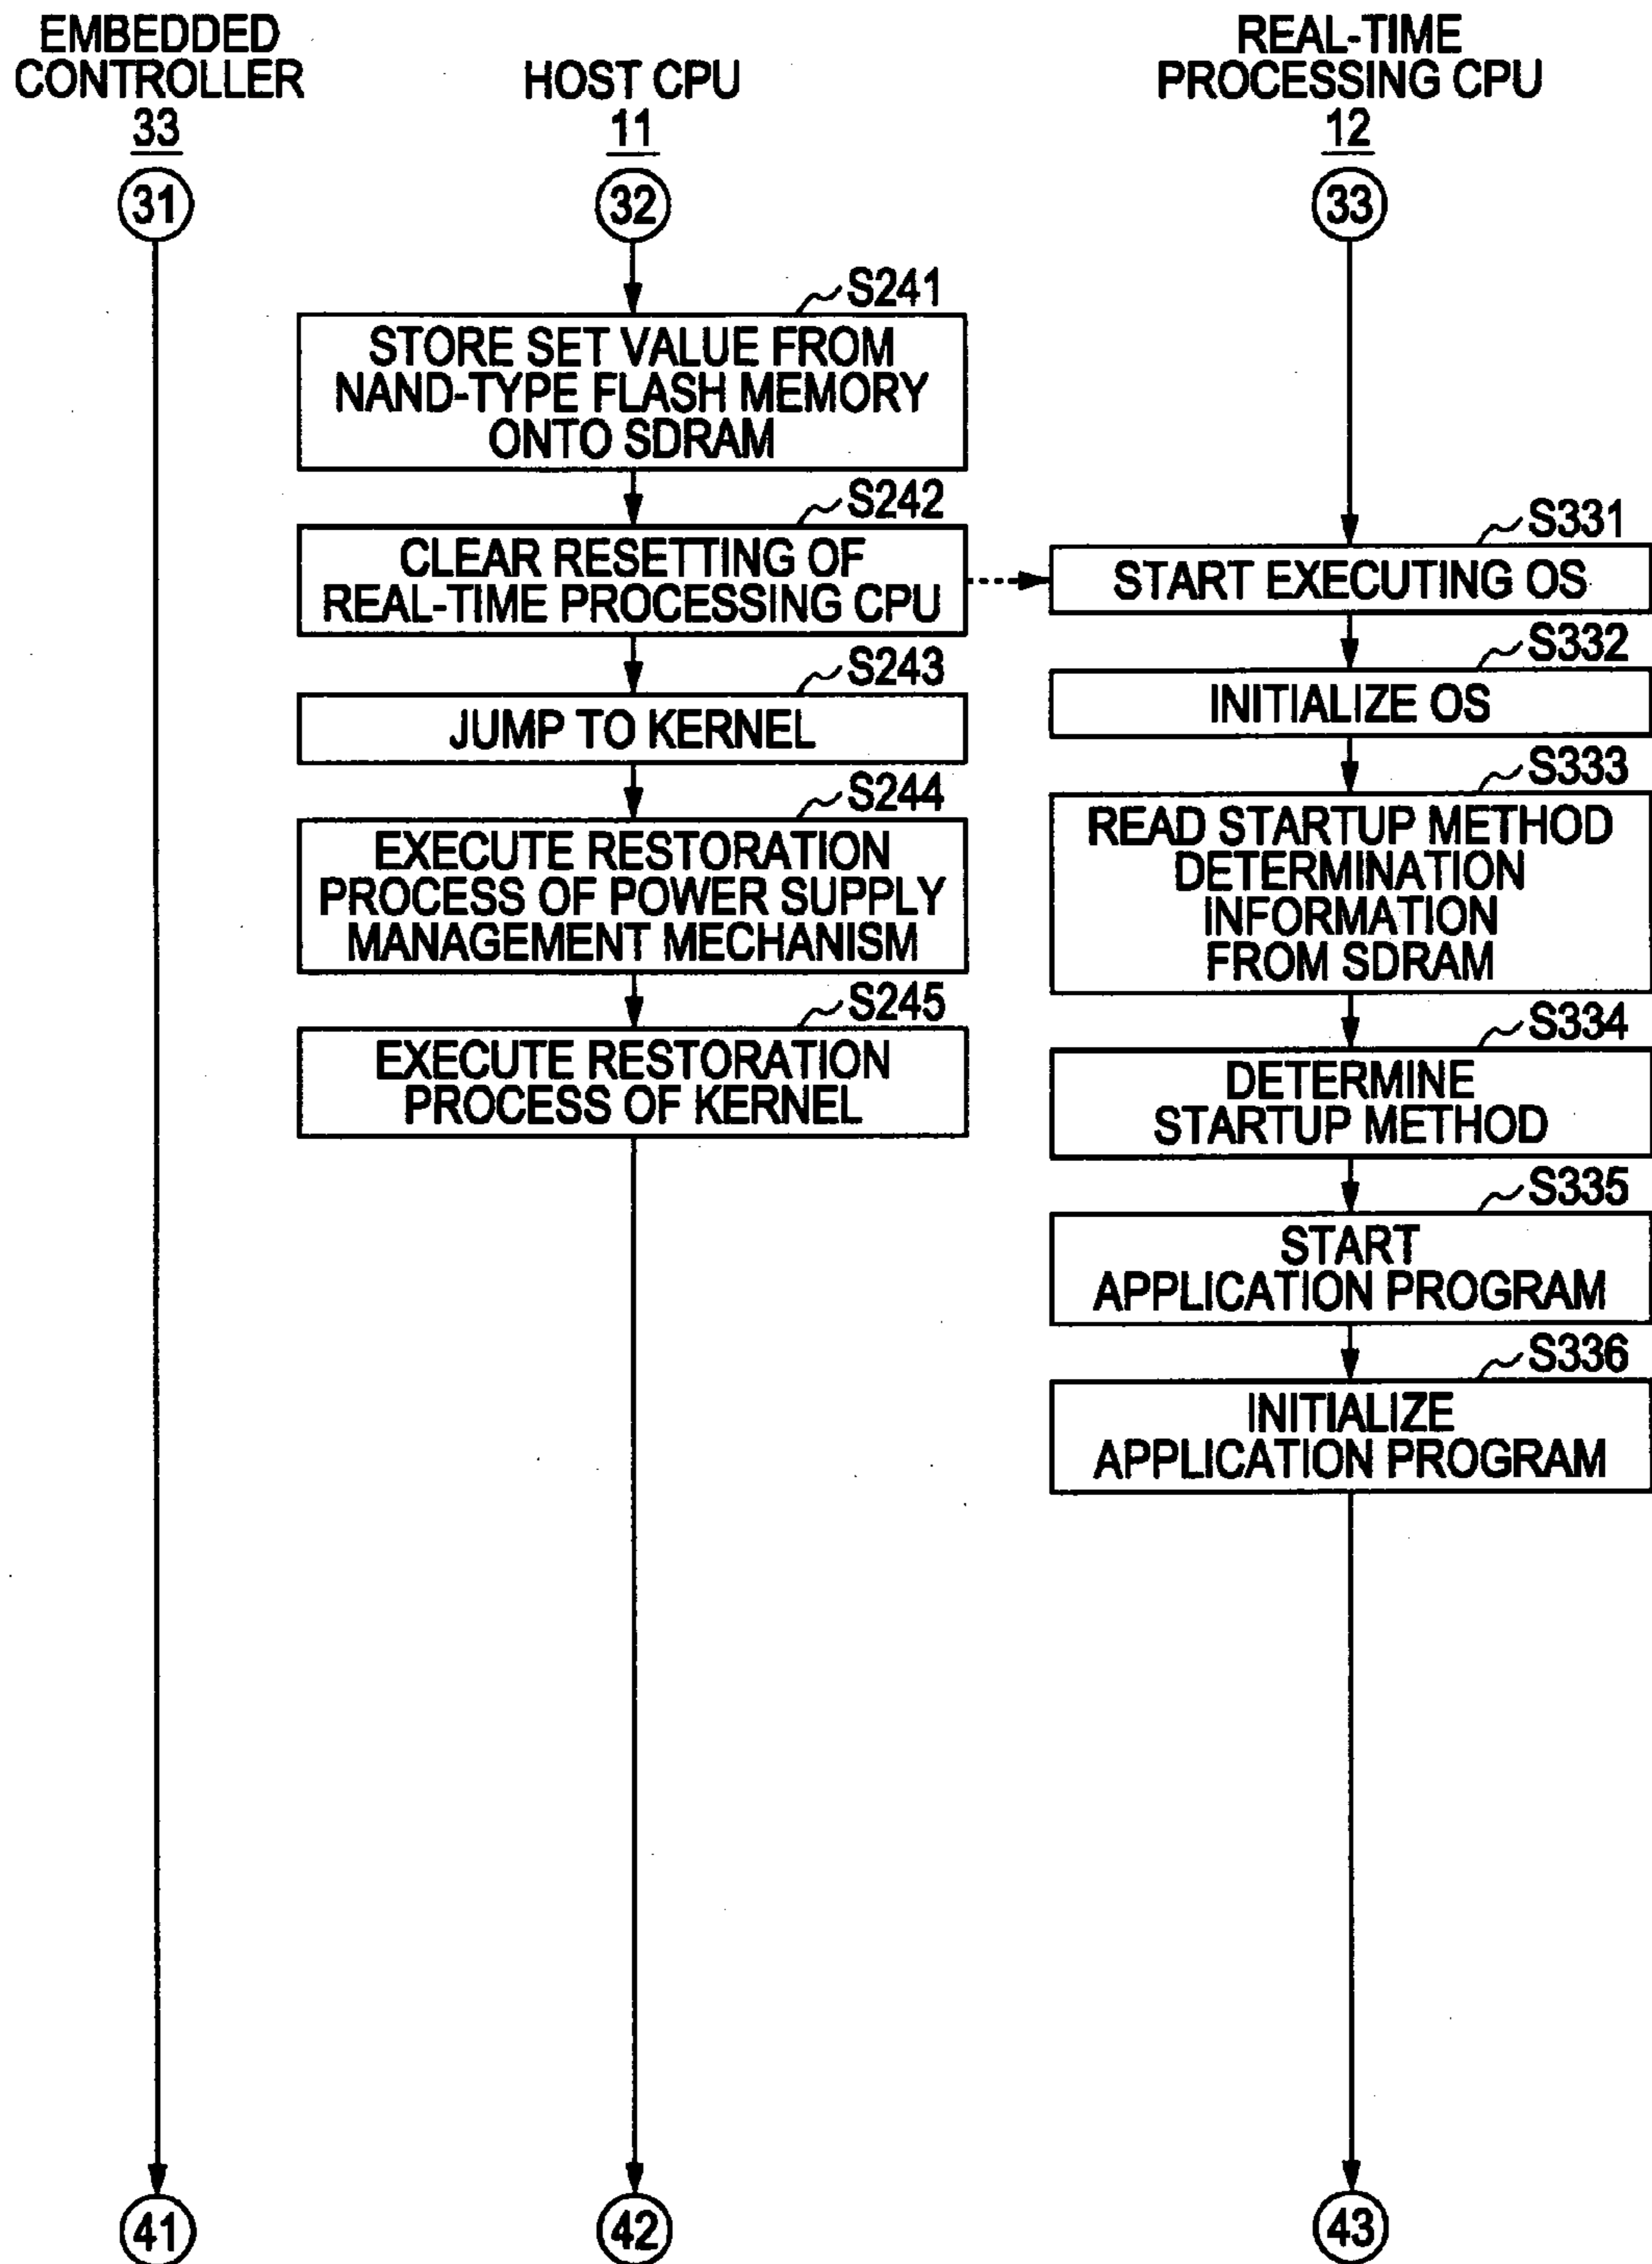 EMBEDDED
CONTROLLER
33
31
HOST CPU
11
32
REAL-TIME
PROCESSING CPU
12
33
S241
STORE SET VALUE FROM
NAND-TYPE FLASH MEMORY
ONTO SDRAM
S242
CLEAR RESETTING OF
REAL-TIME PROCESSING CPU
S243
JUMP TO KERNEL
S244
EXECUTE RESTORATION
PROCESS OF POWER SUPPLY
MANAGEMENT MECHANISM
S245
EXECUTE RESTORATION
PROCESS OF KERNEL
S331
START EXECUTING OS
S332
INITIALIZE OS
S333
READ STARTUP METHOD
DETERMINATION
INFORMATION
FROM SDRAM
S334
DETERMINE
STARTUP METHOD
S335
START
APPLICATION PROGRAM
S336
INITIALIZE
APPLICATION PROGRAM
41
42
43